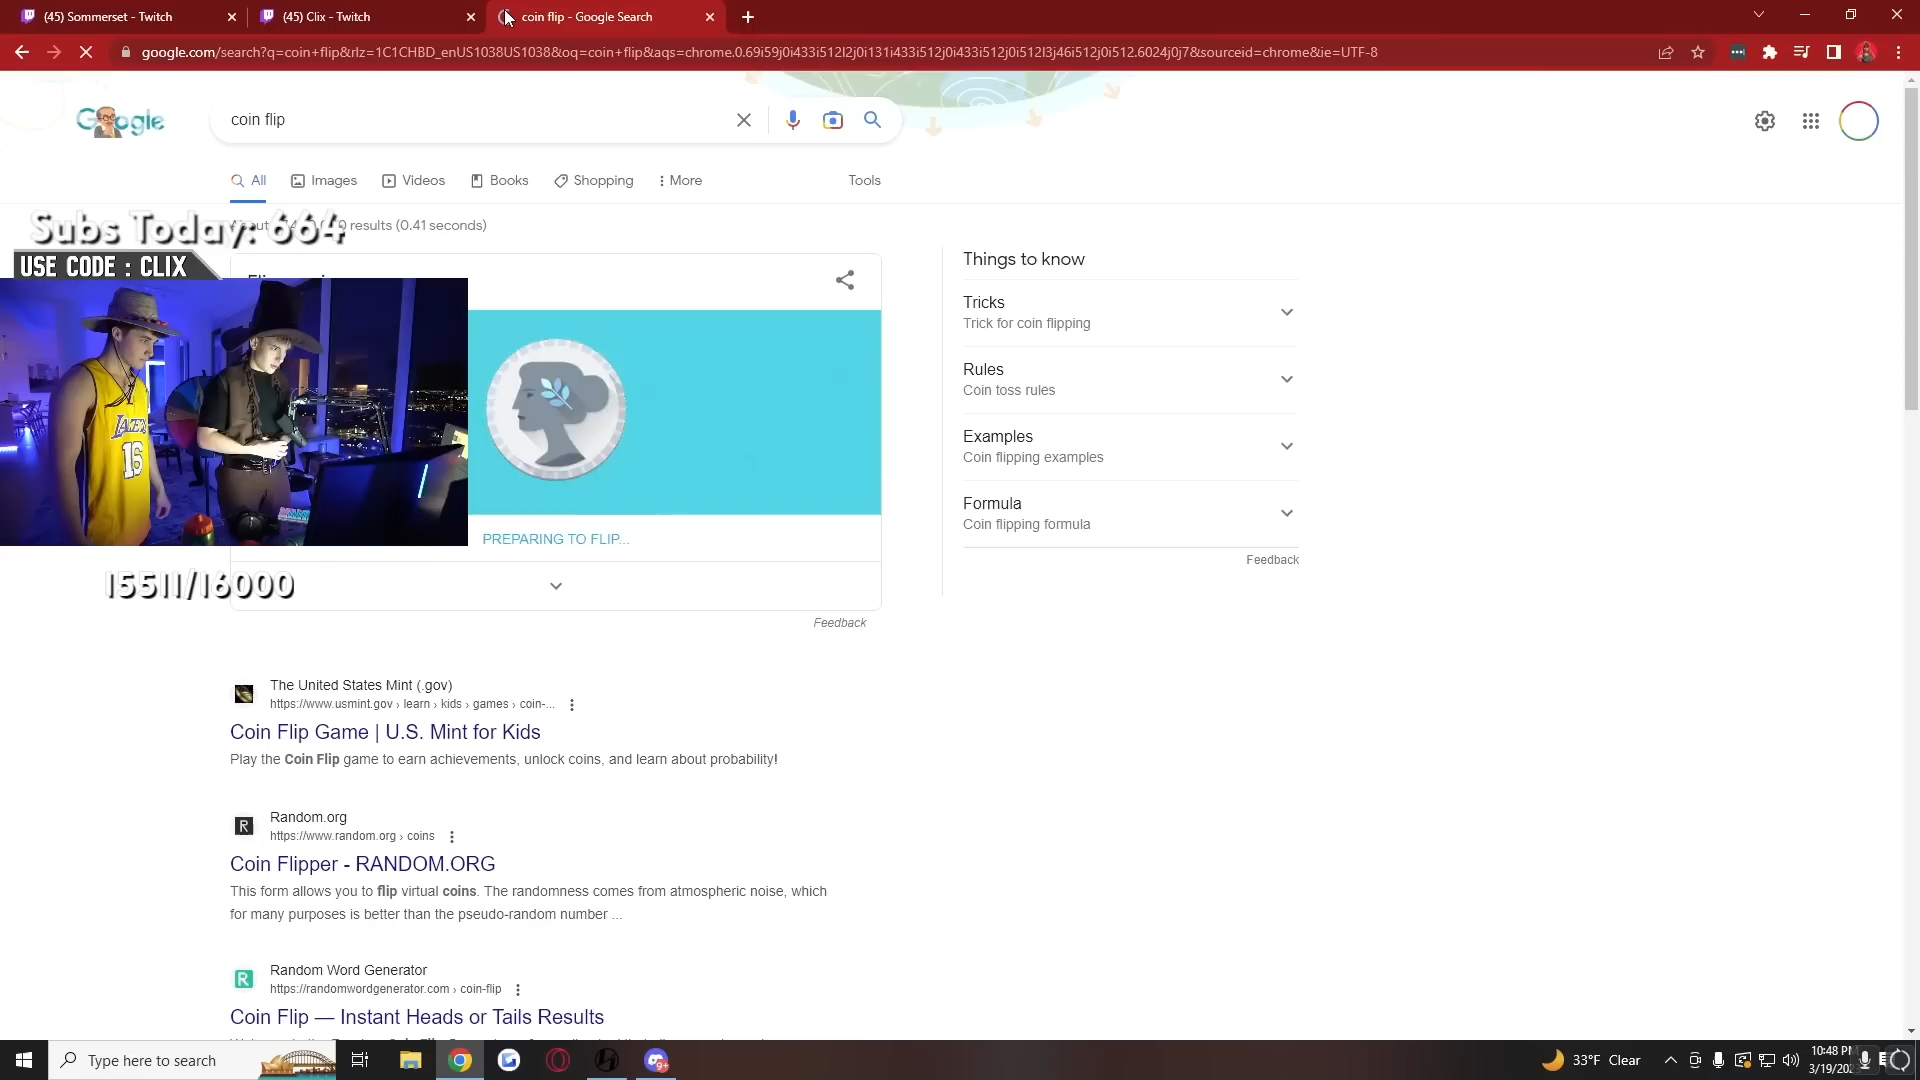 (45) Sommerset - Twitch
(45) Clix - Twitch
coin flip - Google Search
google.com/search?q=coin+flip&rlz=1C1CHBD_enUS1038US1038&oq=coin+flip&aqs=chrome.0.69i59j0i433i512l2j0i131i433i512j0i433i512j0i512l3j46i512j0i512.6024j0j7&sourceid=chrome&ie=UTF-8
Google
coin flip
All
Images
Videos
Books
Shopping
More
Tools
Subs Today: 664
results (0.41 seconds)
USE CODE : CLIX
LAKERS
16
PREPARING TO FLIP...
15511/16000
Feedback
Things to know
Tricks
Trick for coin flipping
Rules
Coin toss rules
Examples
Coin flipping examples
Formula
Coin flipping formula
Feedback
The United States Mint (.gov)
https://www.usmint.gov › learn › kids › games › coin-...
Coin Flip Game | U.S. Mint for Kids
Play the Coin Flip game to earn achievements, unlock coins, and learn about probability!
R
Random.org
https://www.random.org › coins
Coin Flipper - RANDOM.ORG
This form allows you to flip virtual coins. The randomness comes from atmospheric noise, which
for many purposes is better than the pseudo-random number ...
R
Random Word Generator
https://randomwordgenerator.com › coin-flip
Coin Flip — Instant Heads or Tails Results
Type here to search
9+
33°F Clear
10:48 PM
3/19/202